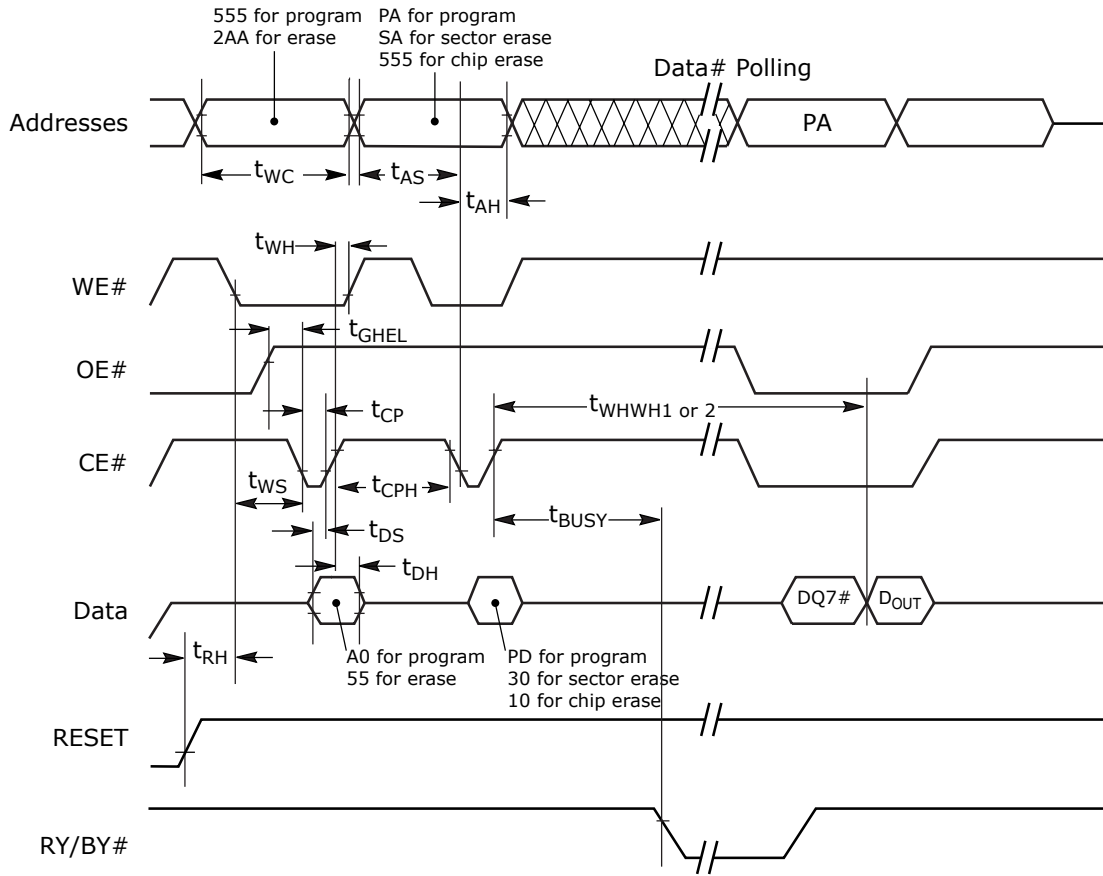 555 for program
2AA for erase
PA for program
SA for sector erase
555 for chip erase
Data# Polling
Addresses
PA
tWC
tAS
tAH
tWH
WE#
tGHEL
OE#
tCP
tWHWH1 or 2
CE#
tWS
tCPH
tBUSY
tDS
tDH
Data
DQ7#
DOUT
tRH
A0 for program
55 for erase
PD for program
30 for sector erase
10 for chip erase
RESET
RY/BY#